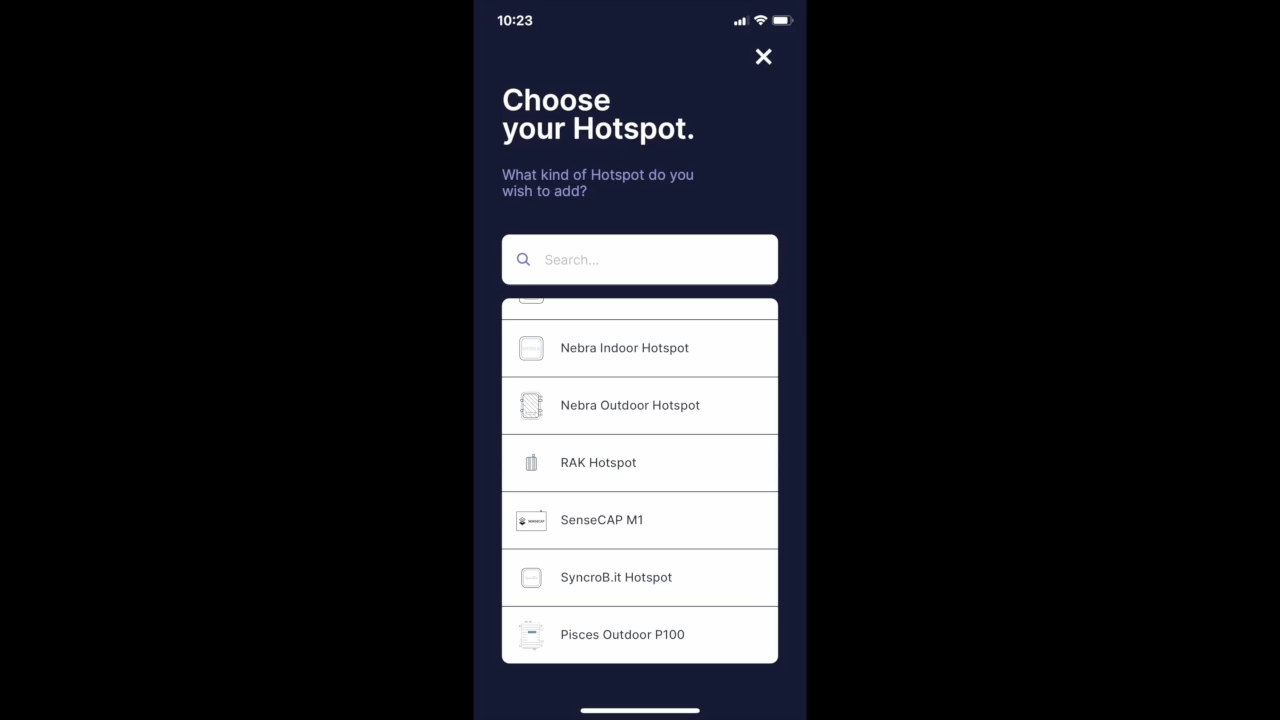 10:23
Choose
your Hotspot.
What kind of Hotspot do you
wish to add?
Search...
Nebra Indoor Hotspot
Nebra Outdoor Hotspot
RAK Hotspot
SenseCAP M1
SyncroB.it Hotspot
Pisces Outdoor P100